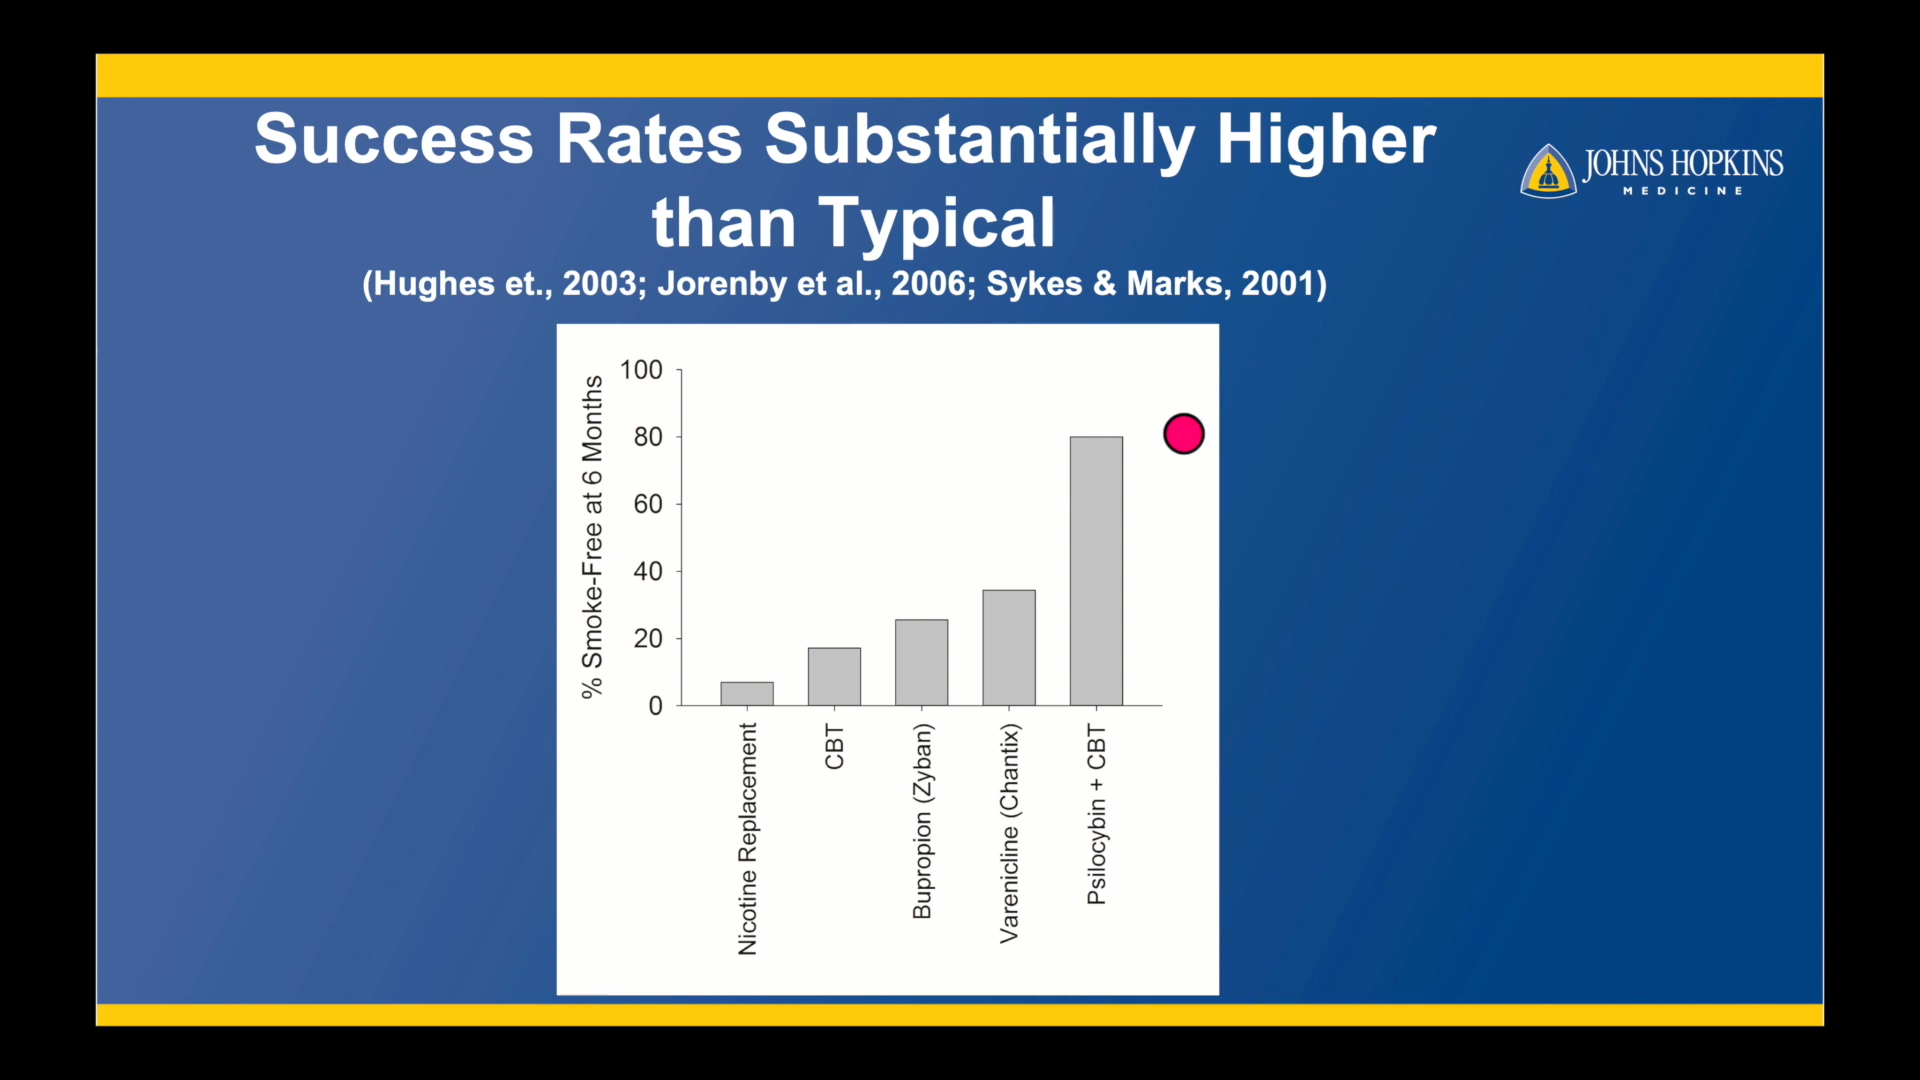 Success Rates Substantially Higher
than Typical
(Hughes et., 2003; Jorenby et al., 2006; Sykes & Marks, 2001)
JOHNS HOPKINS
MEDICINE
% Smoke-Free at 6 Months
100
80
60
40
20
0
Nicotine Replacement
CBT
Bupropion (Zyban)
Varenicline (Chantix)
Psilocybin + CBT